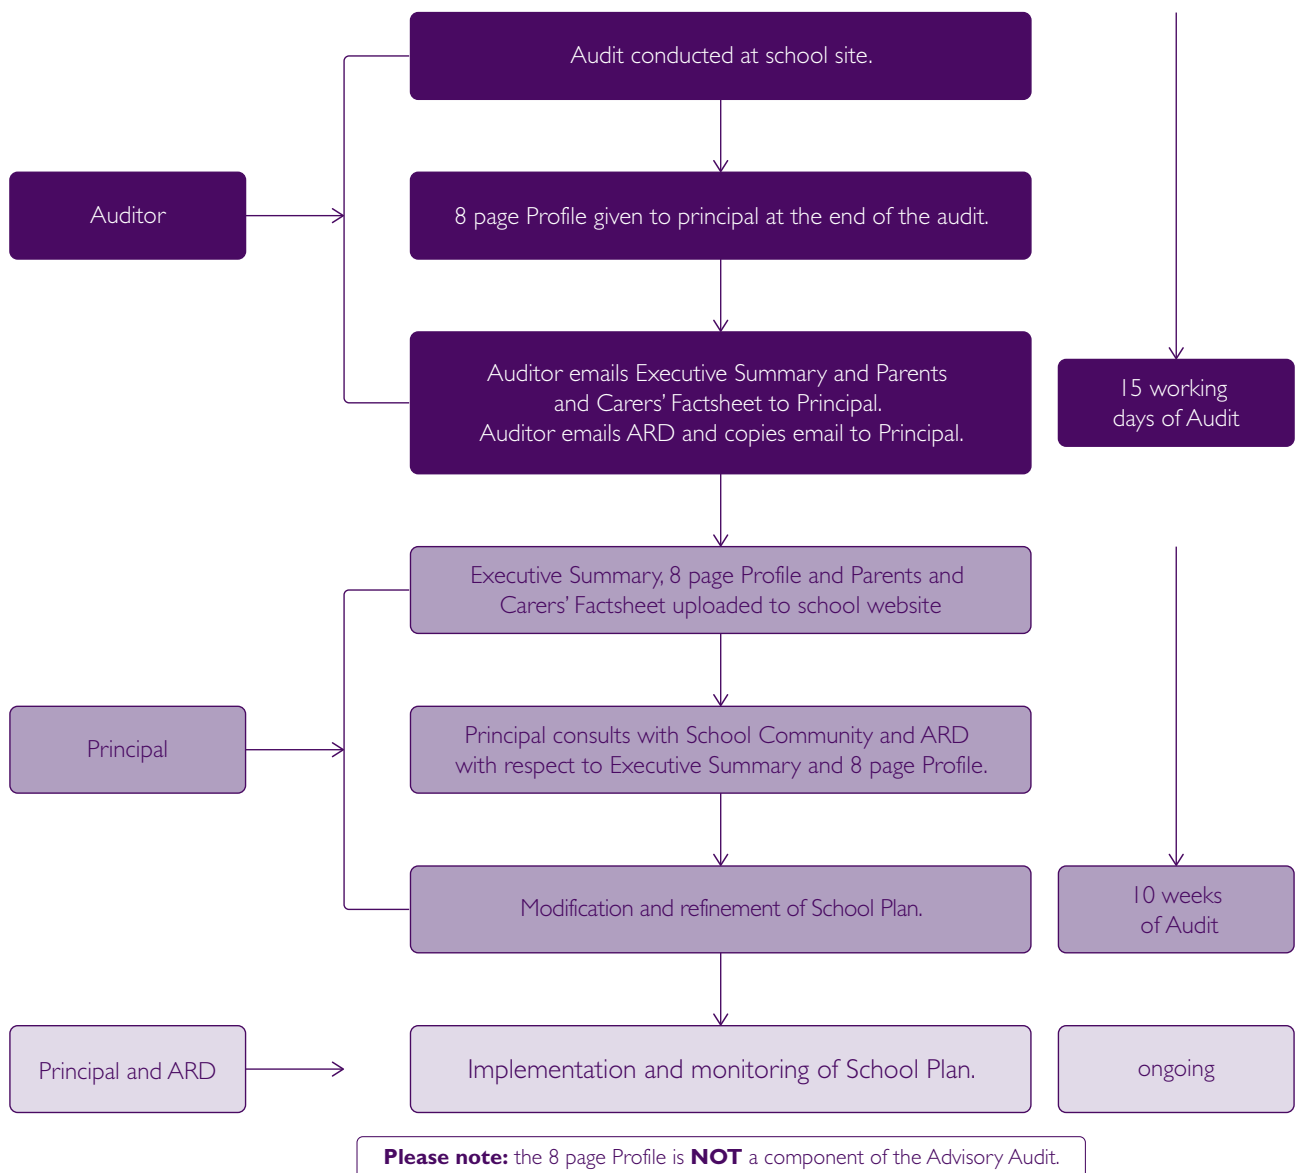 Audit conducted at school site.
Auditor
8 page Profile given to principal at the end of the audit.
Auditor emails Executive Summary and Parents
and Carers’ Factsheet to Principal.
Auditor emails ARD and copies email to Principal.
15 working
days of Audit
Executive Summary, 8 page Profile and Parents and
Carers’ Factsheet uploaded to school website
Principal
Principal consults with School Community and ARD
with respect to Executive Summary and 8 page Profile.
Modification and refinement of School Plan.
10 weeks
of Audit
Principal and ARD
Implementation and monitoring of School Plan.
ongoing
Please note: the 8 page Profile is NOT a component of the Advisory Audit.